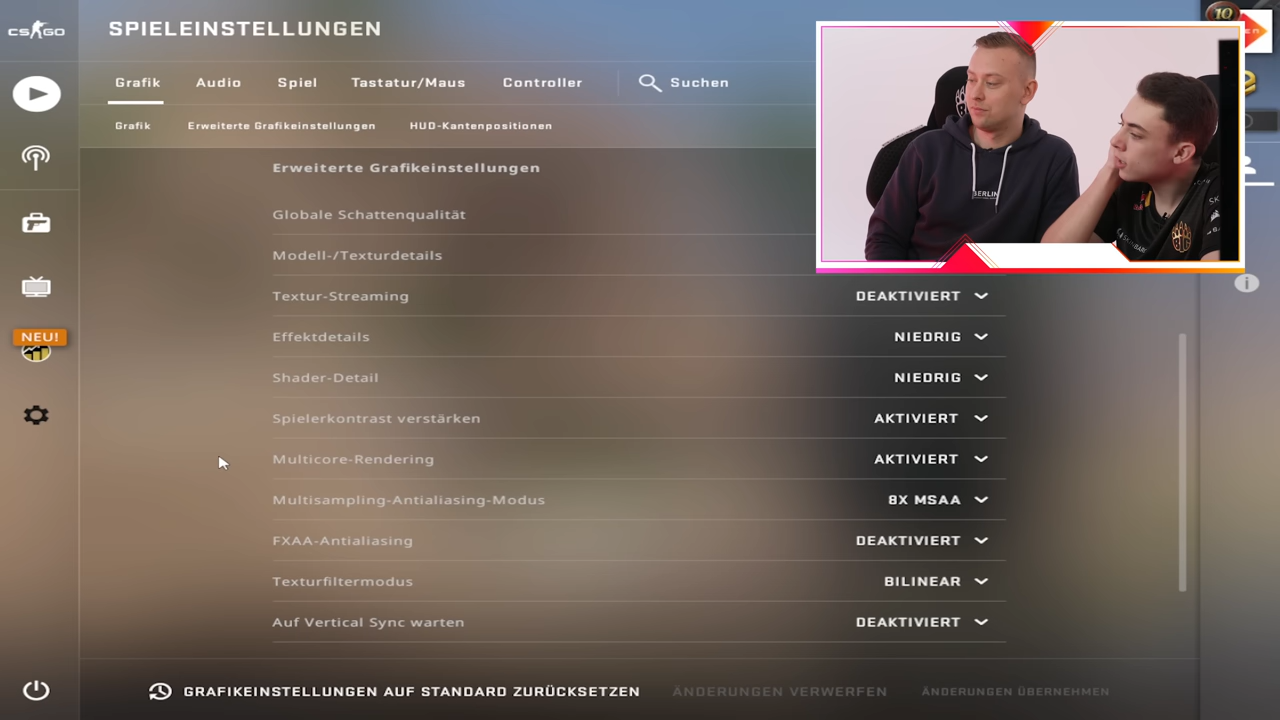 CS GO
SPIELEINSTELLUNGEN
10
Grafik
Audio
Spiel
Tastatur/Maus
Controller
Suchen
Grafik
Erweiterte Grafikeinstellungen
HUD-Kantenpositionen
Erweiterte Grafikeinstellungen
Globale Schattenqualität
BERLIN
Modell-/Texturdetails
Textur-Streaming DEAKTIVIERT
NEU!
Effektdetails NIEDRIG
Shader-Detail NIEDRIG
Spielerkontrast verstärken AKTIVIERT
Multicore-Rendering AKTIVIERT
Multisampling-Antialiasing-Modus 8X MSAA
FXAA-Antialiasing DEAKTIVIERT
Texturfiltermodus BILINEAR
Auf Vertical Sync warten DEAKTIVIERT
GRAFIKEINSTELLUNGEN AUF STANDARD ZURÜCKSETZEN
ÄNDERUNGEN VERWERFEN
ÄNDERUNGEN ÜBERNEHMEN